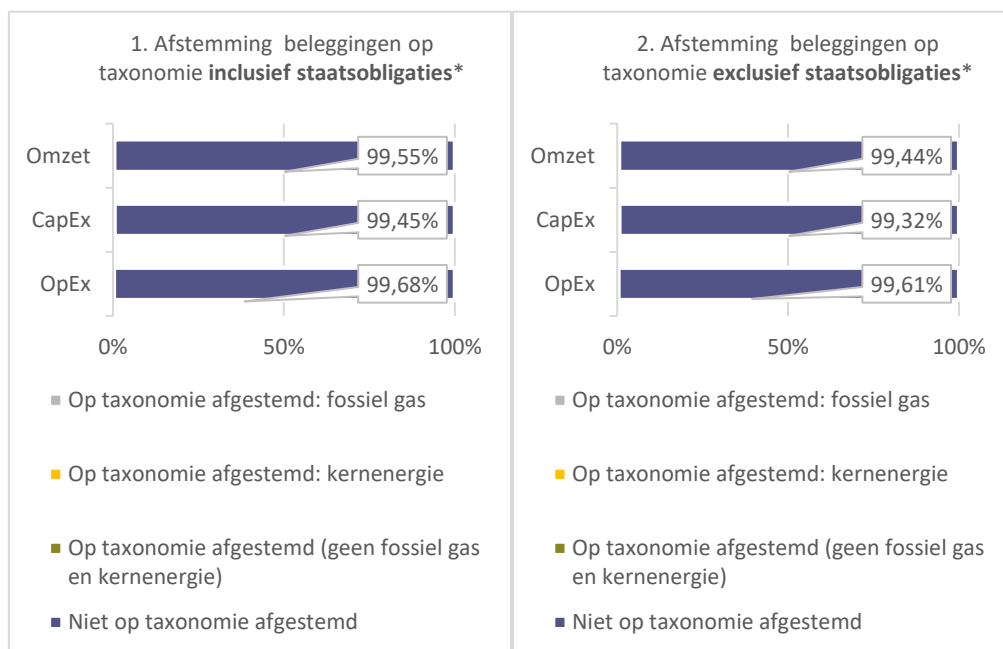 1. Afstemming beleggingen op
taxonomie inclusief staatsobligaties*
Omzet
99,55%
CapEx
99,45%
OpEx
99,68%
0%
50%
100%
Op taxonomie afgestemd: fossiel gas
Op taxonomie afgestemd: kernenergie
Op taxonomie afgestemd (geen fossiel gas
en kernenergie)
Niet op taxonomie afgestemd
2. Afstemming beleggingen op
taxonomie exclusief staatsobligaties*
Omzet
99,44%
CapEx
99,32%
OpEx
99,61%
0%
50%
100%
Op taxonomie afgestemd: fossiel gas
Op taxonomie afgestemd: kernenergie
Op taxonomie afgestemd (geen fossiel gas
en kernenergie)
Niet op taxonomie afgestemd